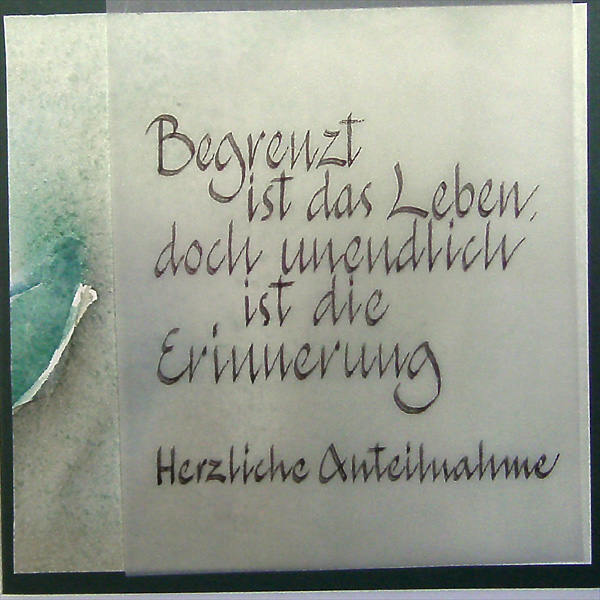 Begrenzt
ist das Leben,
doch unendlich
ist die
Erinnerung
Herzliche Anteilnahme